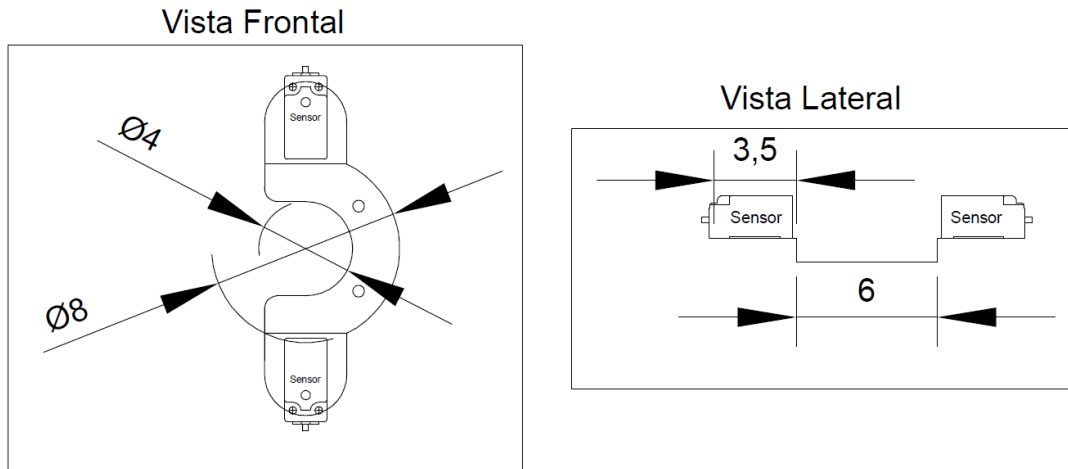 Vista Frontal
Sensor
Ø4
Ø8
Sensor
Vista Lateral
3,5
Sensor
Sensor
6